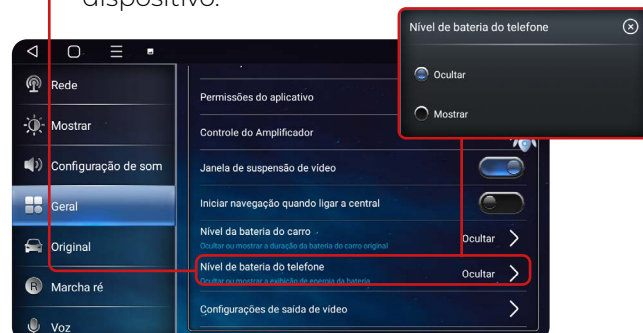 dispositivo.
Nível de bateria do telefone
Ocultar
Mostrar
Rede
Mostrar
Configuração de som
Geral
Original
R Marcha ré
Voz
Permissões do aplicativo
Controle do Amplificador
Janela de suspensão de vídeo
Iniciar navegação quando ligar a central
Nível da bateria do carro
Ocultar ou mostrar a duração da bateria do carro original
Ocultar
Nível de bateria do telefone
Ocultar ou mostrar a exibição de energia da bateria
Ocultar
Configurações de saída de vídeo